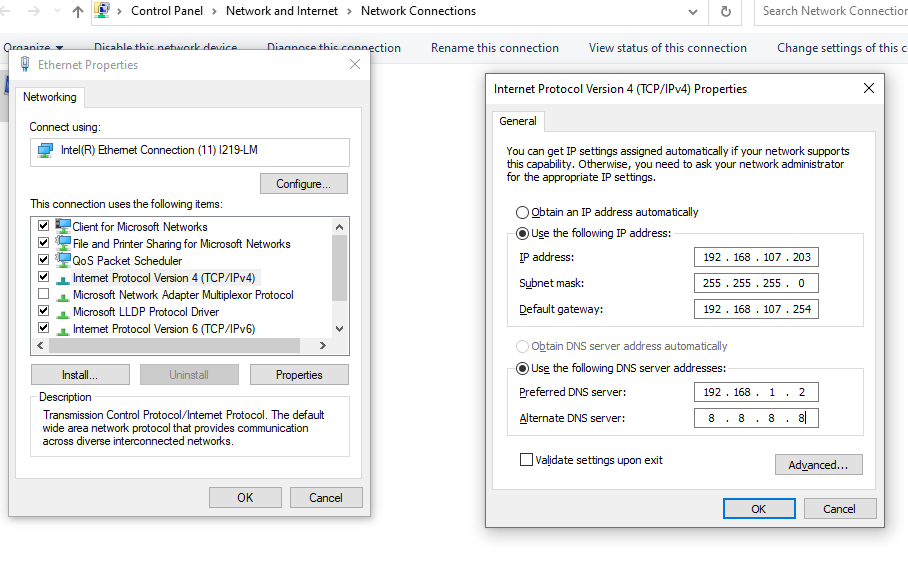 Control Panel > Network and Internet > Network Connections
Search Network Connection
Organize
Disable this network device
Diagnose this connection
Rename this connection
View status of this connection
Change settings of this c
Ethernet Properties
Networking
Connect using:
Intel(R) Ethernet Connection (11) I219-LM
Configure...
This connection uses the following items:
Client for Microsoft Networks
File and Printer Sharing for Microsoft Networks
QoS Packet Scheduler
Internet Protocol Version 4 (TCP/IPv4)
Microsoft Network Adapter Multiplexor Protocol
Microsoft LLDP Protocol Driver
Internet Protocol Version 6 (TCP/IPv6)
Install...
Uninstall
Properties
Description
Transmission Control Protocol/Internet Protocol. The default
wide area network protocol that provides communication
across diverse interconnected networks.
OK
Cancel
Internet Protocol Version 4 (TCP/IPv4) Properties
General
You can get IP settings assigned automatically if your network supports
this capability. Otherwise, you need to ask your network administrator
for the appropriate IP settings.
Obtain an IP address automatically
Use the following IP address:
IP address: 192 . 168 . 107 . 203
Subnet mask: 255 . 255 . 255 . 0
Default gateway: 192 . 168 . 107 . 254
Obtain DNS server address automatically
Use the following DNS server addresses:
Preferred DNS server: 192 . 168 . 1 . 2
Alternate DNS server: 8 . 8 . 8 . 8
Validate settings upon exit
Advanced...
OK
Cancel